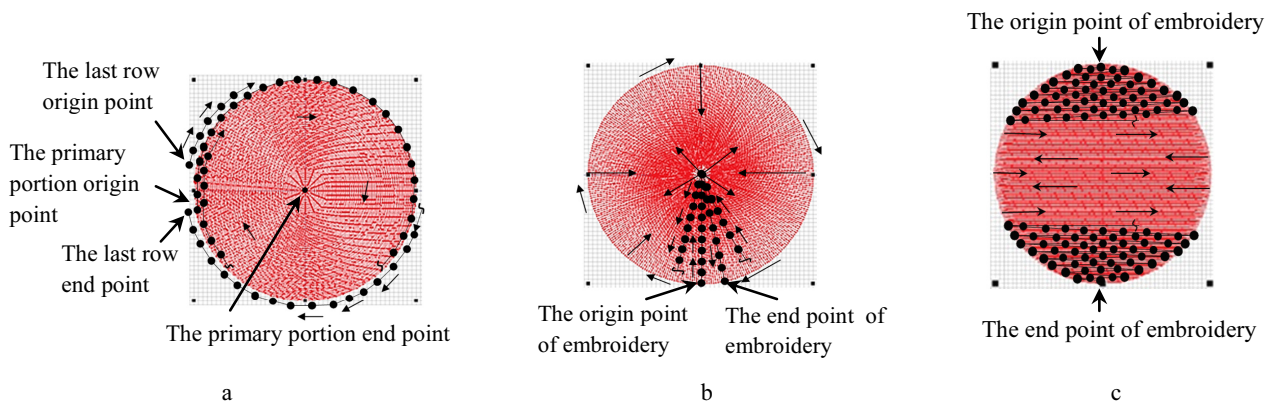 The last row
origin point
The primary
portion origin
point
The last row
end point
The primary portion end point
a
The origin point
of embroidery
The end point of
embroidery
b
The origin point of embroidery
The end point of embroidery
c